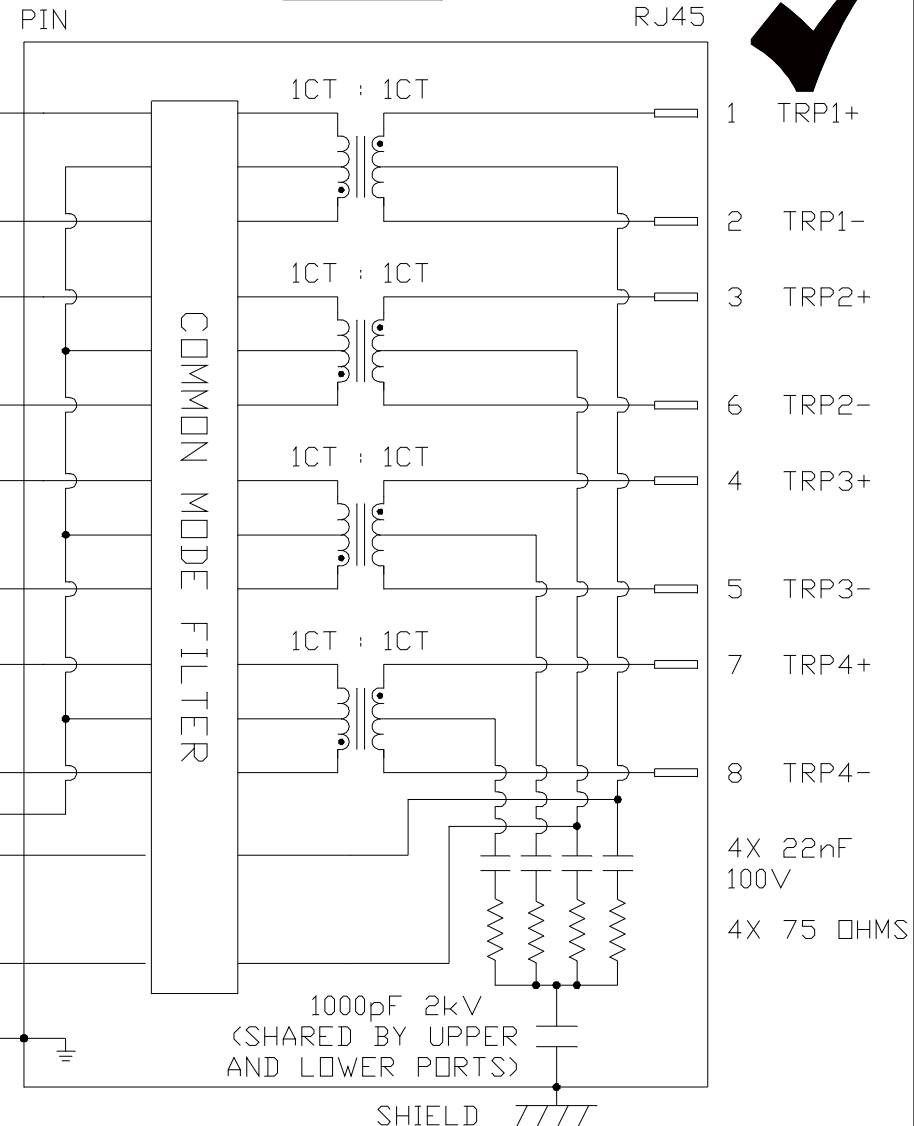 PIN
RJ45
1CT : 1CT
1 TRP1+
2 TRP1-
1CT : 1CT
3 TRP2+
COMMON MODE FILTER
6 TRP2-
1CT : 1CT
4 TRP3+
5 TRP3-
1CT : 1CT
7 TRP4+
8 TRP4-
4X 22nF
100V
4X 75 OHMS
1000pF 2kV
(SHARED BY UPPER
AND LOWER PORTS)
SHIELD